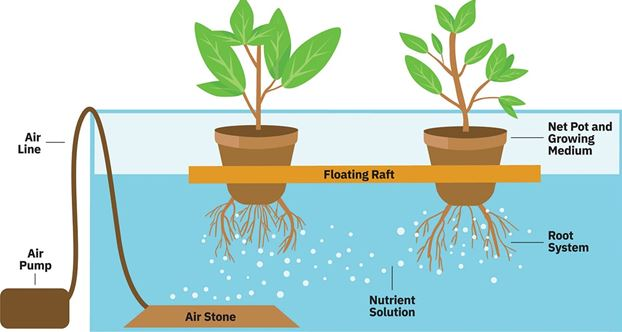 Air
Line
Net Pot and
Growing
Medium
Floating Raft
Root
System
Air
Pump
Nutrient
Solution
Air Stone